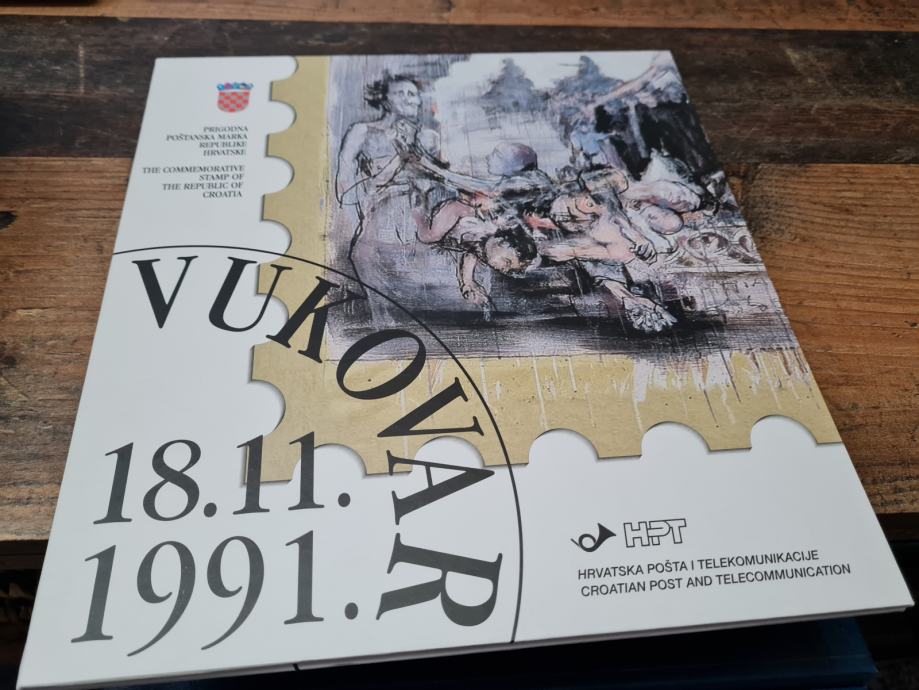 PRIGODNA
POŠTANSKA MARKA
REPUBLIKE
HRVATSKE
THE COMMEMORATIVE
STAMP OF
THE REPUBLIC OF
CROATIA
VUKOVAR
18.11.
1991.
HPT
HRVATSKA POŠTA I TELEKOMUNIKACIJE
CROATIAN POST AND TELECOMMUNICATION